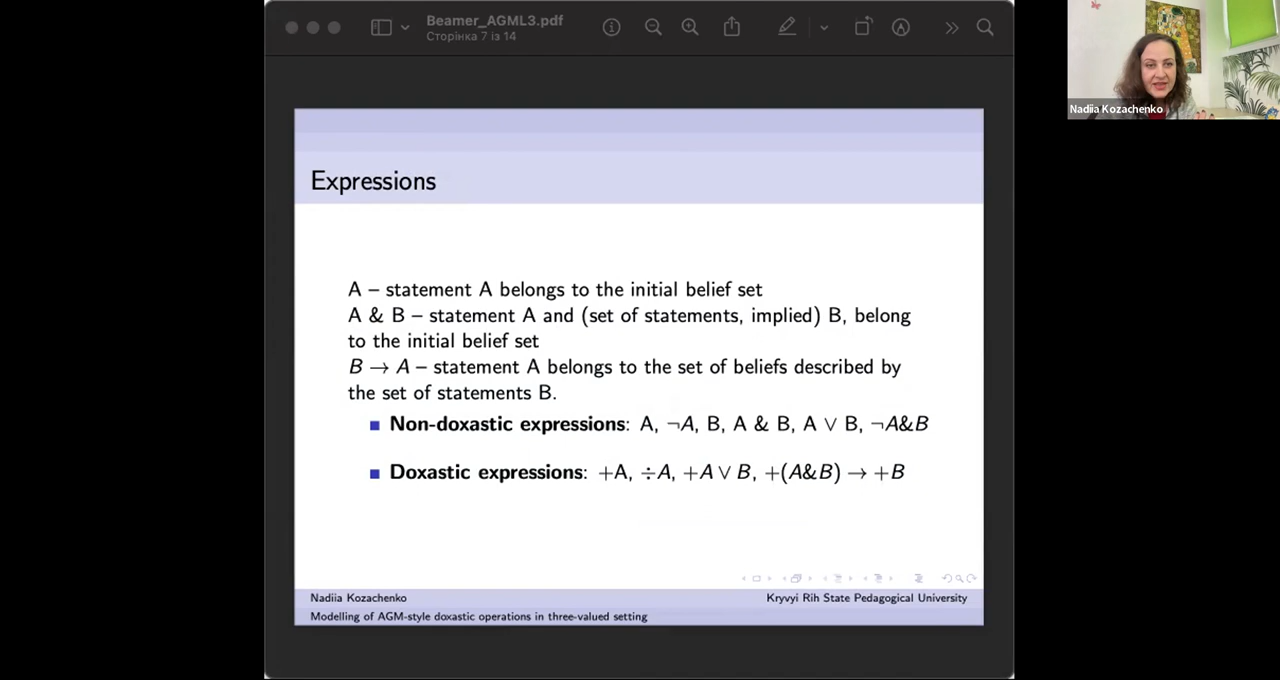 Beamer_AGML3.pdf
Сторінка 7 із 14
Nadiia Kozachenko
Expressions
A – statement A belongs to the initial belief set
A & B – statement A and (set of statements, implied) B, belong
to the initial belief set
B → A – statement A belongs to the set of beliefs described by
the set of statements B.
Non-doxastic expressions: A, ¬A, B, A & B, A ∨ B, ¬A&B
Doxastic expressions: +A, ÷A, +A ∨ B, +(A&B) → +B
Nadiia Kozachenko
Kryvyi Rih State Pedagogical University
Modelling of AGM-style doxastic operations in three-valued setting